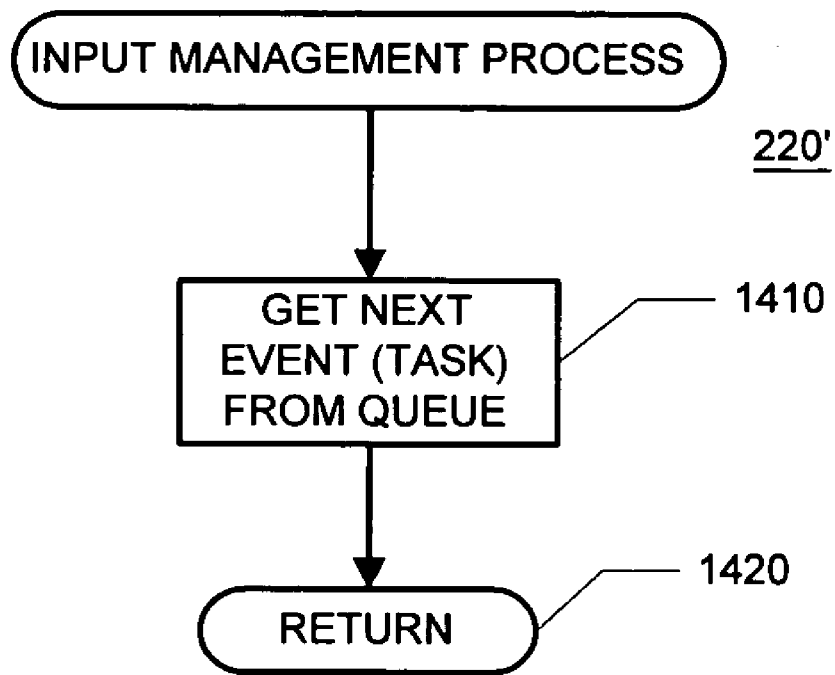 INPUT MANAGEMENT PROCESS
220'
GET NEXT
EVENT (TASK)
FROM QUEUE
1410
RETURN
1420